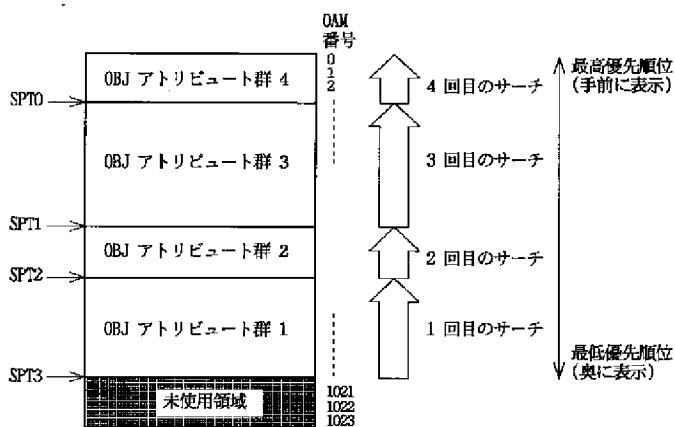 OAM
番号
0
1
2
OBJ アトリビュート群 4
SPT0
4 回目のサーチ
最高優先順位
(手前に表示)
OBJ アトリビュート群 3
3 回目のサーチ
SPT1
OBJ アトリビュート群 2
2 回目のサーチ
SPT2
OBJ アトリビュート群 1
1 回目のサーチ
SPT3
最低優先順位
(奥に表示)
未使用領域
1021
1022
1023